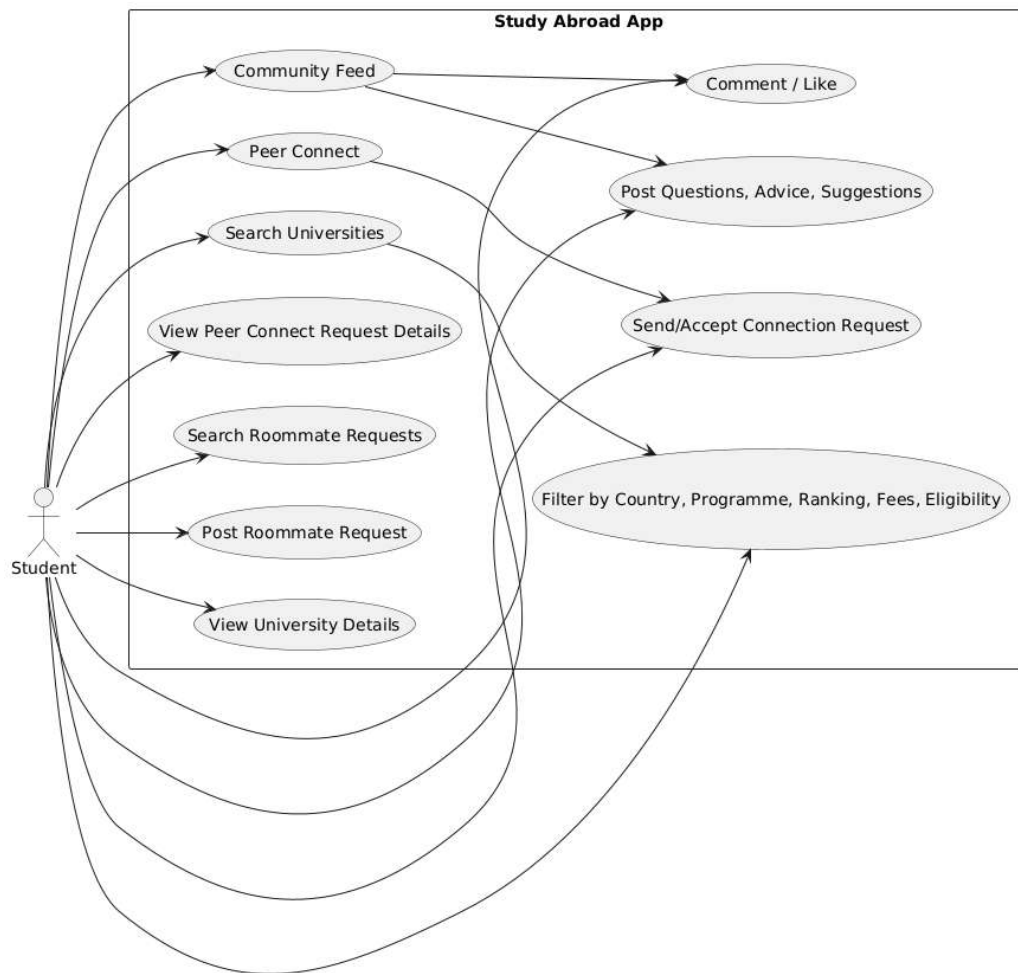 Study Abroad App
Community Feed
Comment / Like
Peer Connect
Post Questions, Advice, Suggestions
Search Universities
View Peer Connect Request Details
Send/Accept Connection Request
Search Roommate Requests
Filter by Country, Programme, Ranking, Fees, Eligibility
Post Roommate Request
Student
View University Details